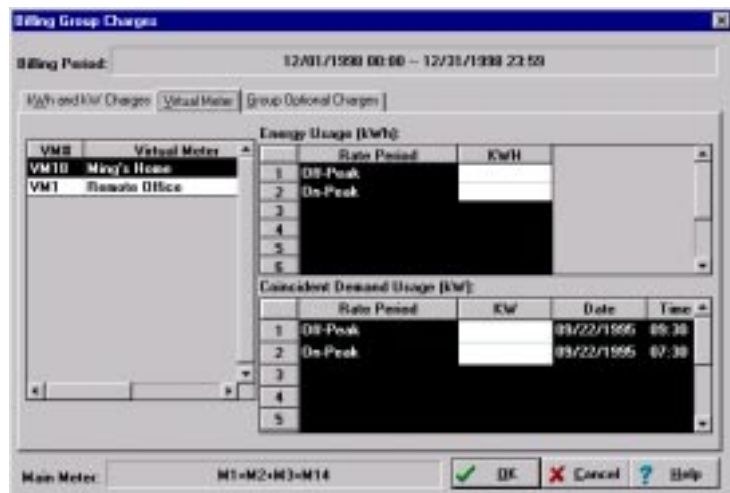 Billing Group Charges
Billing Period: 12/01/1998 00:00 -- 12/31/1998 23:59
kWh and kW Charges Virtual Meter Group Optional Charges
Energy Usage (kWh):
VM# Virtual Meter
VM10 Ming's Home
VM1 Remote Office
Rate Period KWH
1 Off-Peak
2 On-Peak
3
4
5
6
Coincident Demand Usage (kW):
Rate Period KW Date Time
1 Off-Peak 09/22/1995 09:30
2 On-Peak 09/22/1995 07:30
3
4
5
Main Meter: M1+M2+M3+M14
OK Cancel ? Help